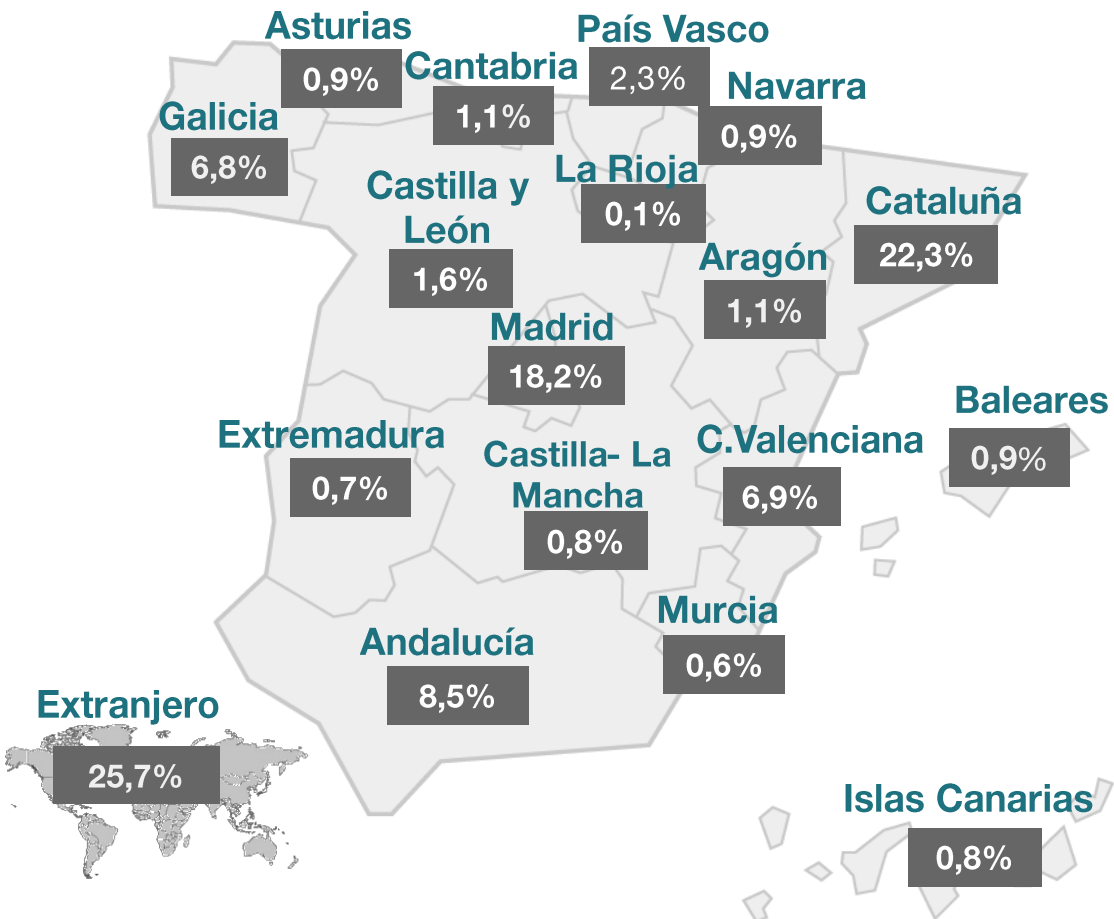 Asturias
0,9%
Cantabria
1,1%
País Vasco
2,3%
Navarra
0,9%
Galicia
6,8%
Castilla y
León
1,6%
La Rioja
0,1%
Cataluña
22,3%
Aragón
1,1%
Madrid
18,2%
Baleares
0,9%
Extremadura
0,7%
Castilla- La
Mancha
0,8%
C.Valenciana
6,9%
Murcia
0,6%
Andalucía
8,5%
Extranjero
25,7%
Islas Canarias
0,8%